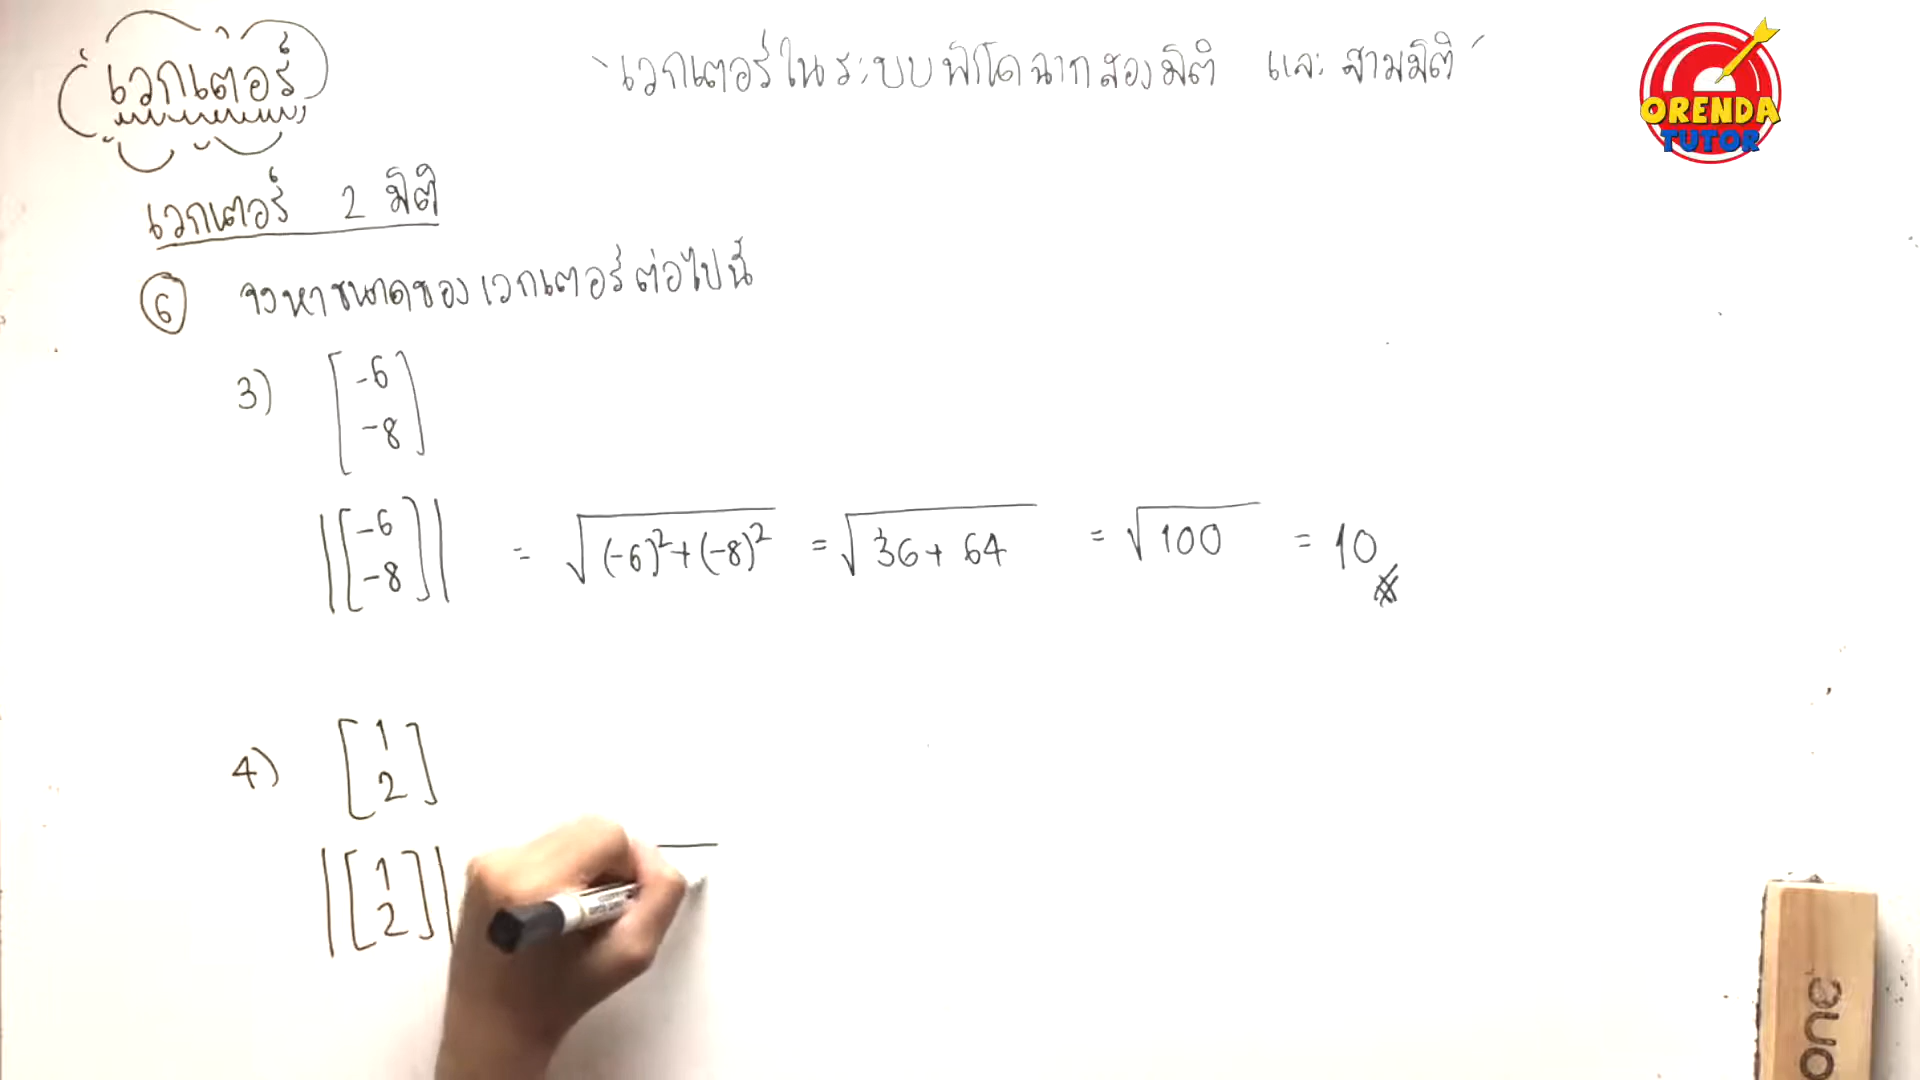 เวกเตอร์
"เวกเตอร์ในระบบพิกัดฉากสองมิติ และ สามมิติ"
ORENDA
TUTOR
เวกเตอร์ 2 มิติ
6 จงหาขนาดของเวกเตอร์ต่อไปนี้
3) [-6
-8]
|[-6
-8]| = √(-6)²+(-8)² = √36+64 = √100 = 10
4) [1
2]
|[1
2]|
one